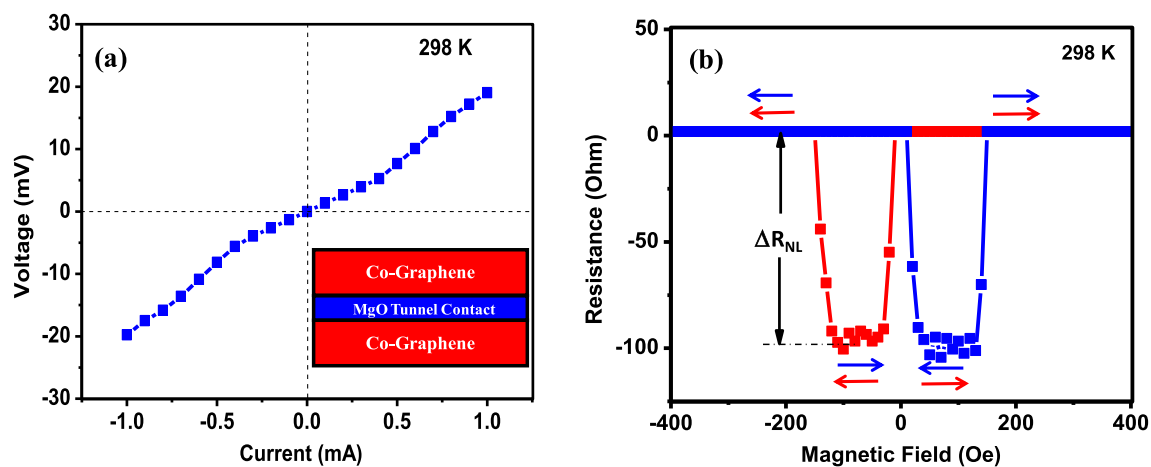 (a)
298 K
Voltage (mV)
30
20
10
0
-10
-20
-30
Co-Graphene
MgO Tunnel Contact
Co-Graphene
-1.0
-0.5
0.0
0.5
1.0
Current (mA)
(b)
298 K
Resistance (Ohm)
50
0
-50
-100
ΔR_NL
-400
-200
0
200
400
Magnetic Field (Oe)